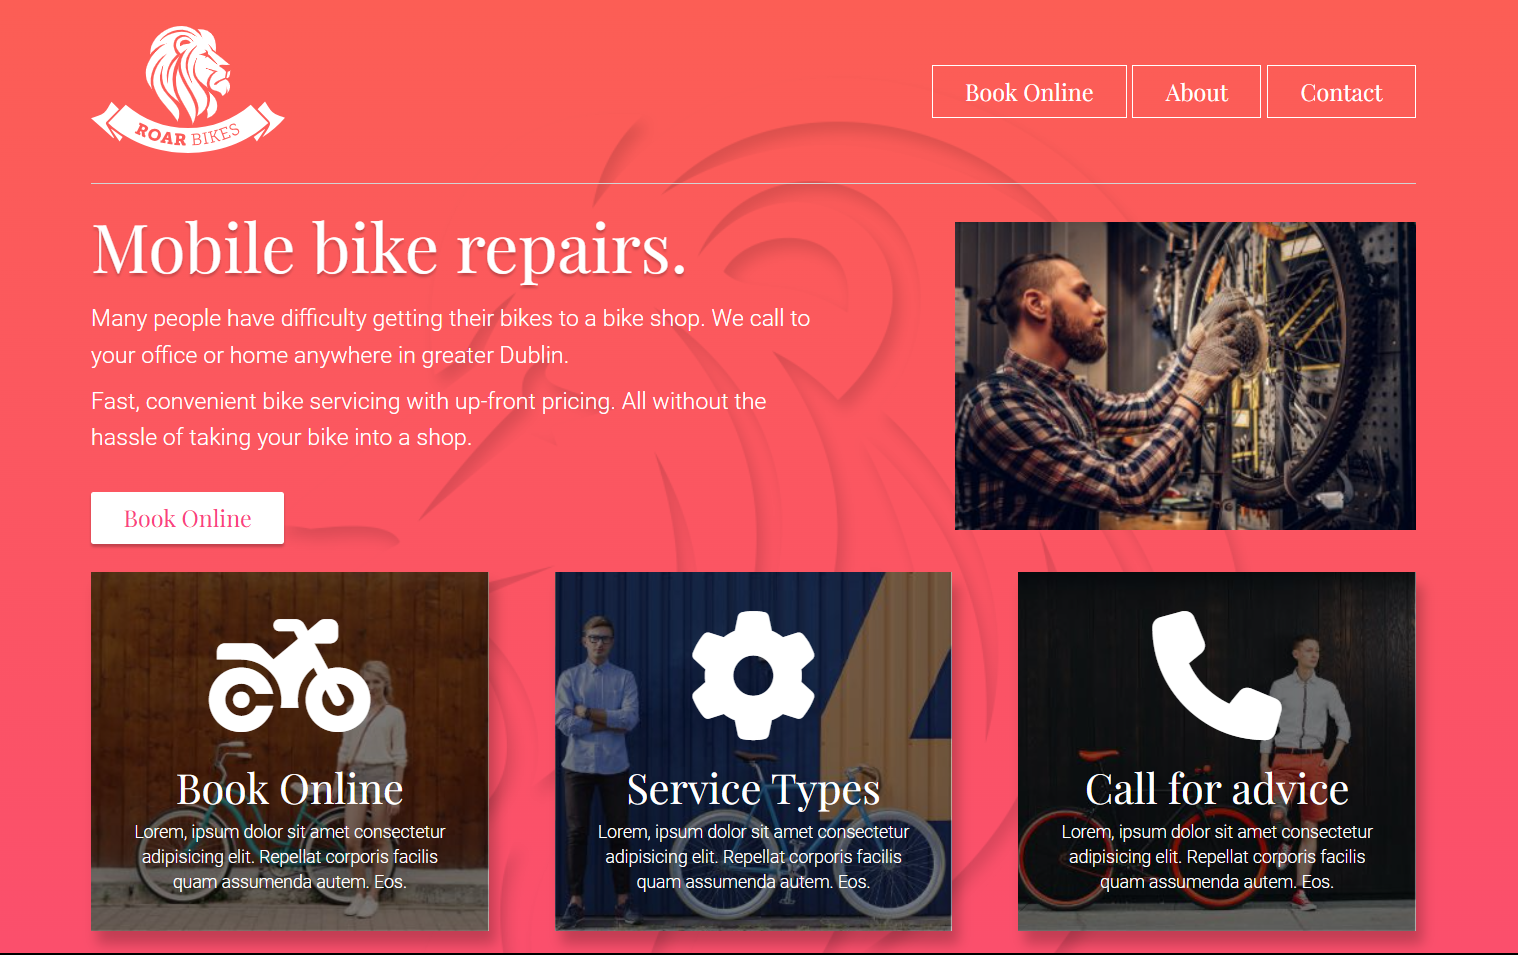 ROAR BIKES
Book Online
About
Contact
Mobile bike repairs.
Many people have difficulty getting their bikes to a bike shop. We call to
your office or home anywhere in greater Dublin.
Fast, convenient bike servicing with up-front pricing. All without the
hassle of taking your bike into a shop.
Book Online
Book Online
Lorem, ipsum dolor sit amet consectetur
adipisicing elit. Repellat corporis facilis
quam assumenda autem. Eos.
Service Types
Lorem, ipsum dolor sit amet consectetur
adipisicing elit. Repellat corporis facilis
quam assumenda autem. Eos.
Call for advice
Lorem, ipsum dolor sit amet consectetur
adipisicing elit. Repellat corporis facilis
quam assumenda autem. Eos.